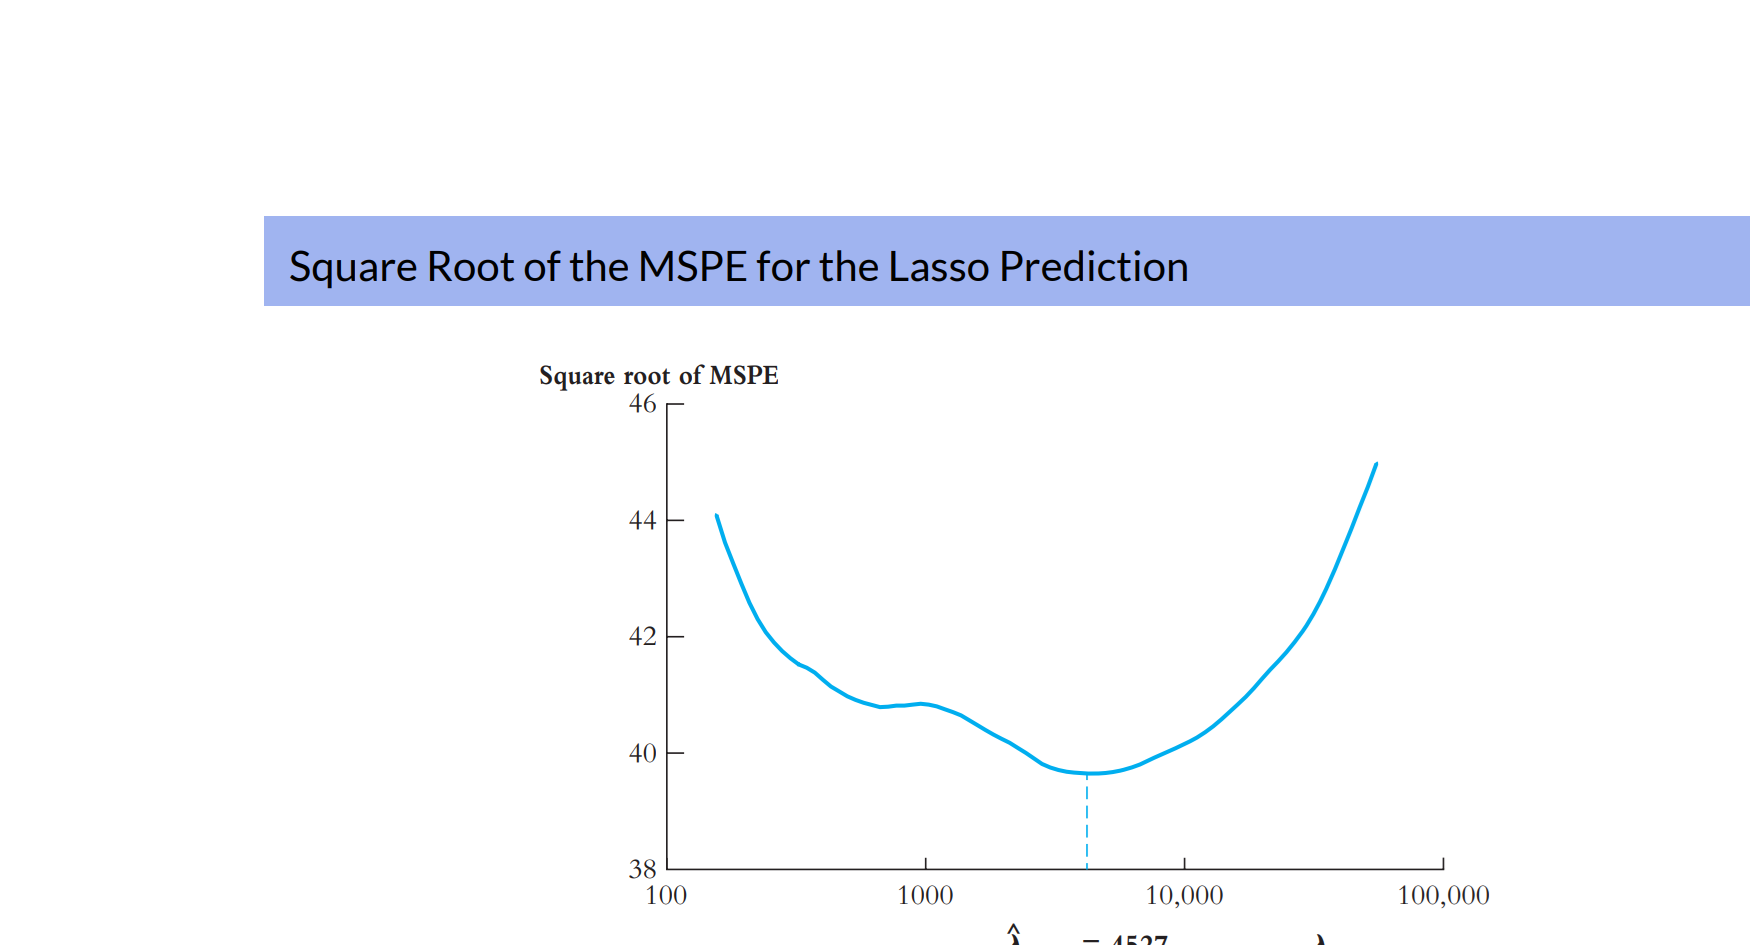 Square Root of the MSPE for the Lasso Prediction
Square root of MSPE
46
44
42
40
38
100 1000 10,000 100,000
λ̂ = 4527 λ